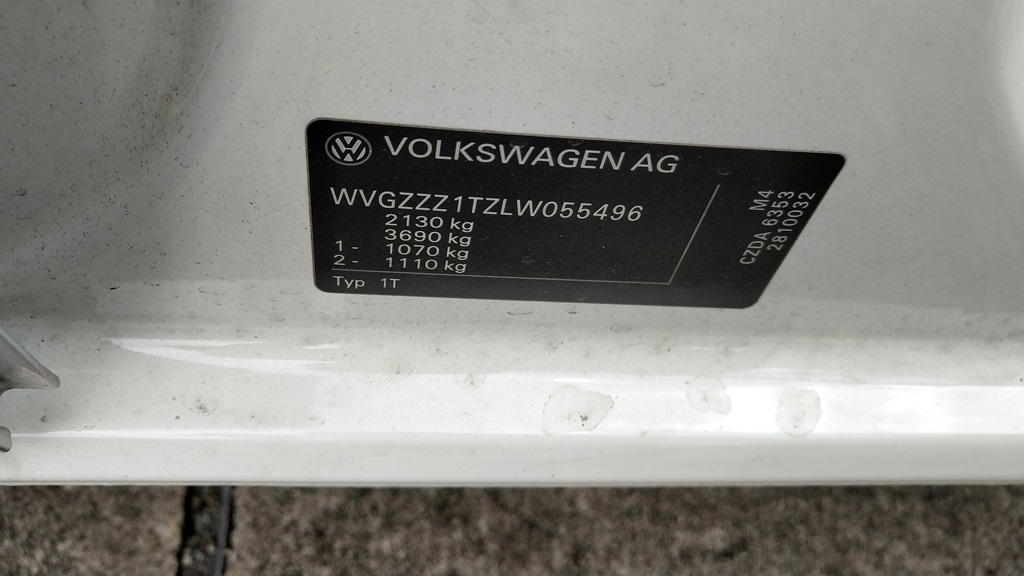 VOLKSWAGEN AG
WVGZZZ1TZLW055496
2130 kg
3690 kg
1- 1070 kg
2- 1110 kg
Typ 1T
M4
CZDA 6353
2810032